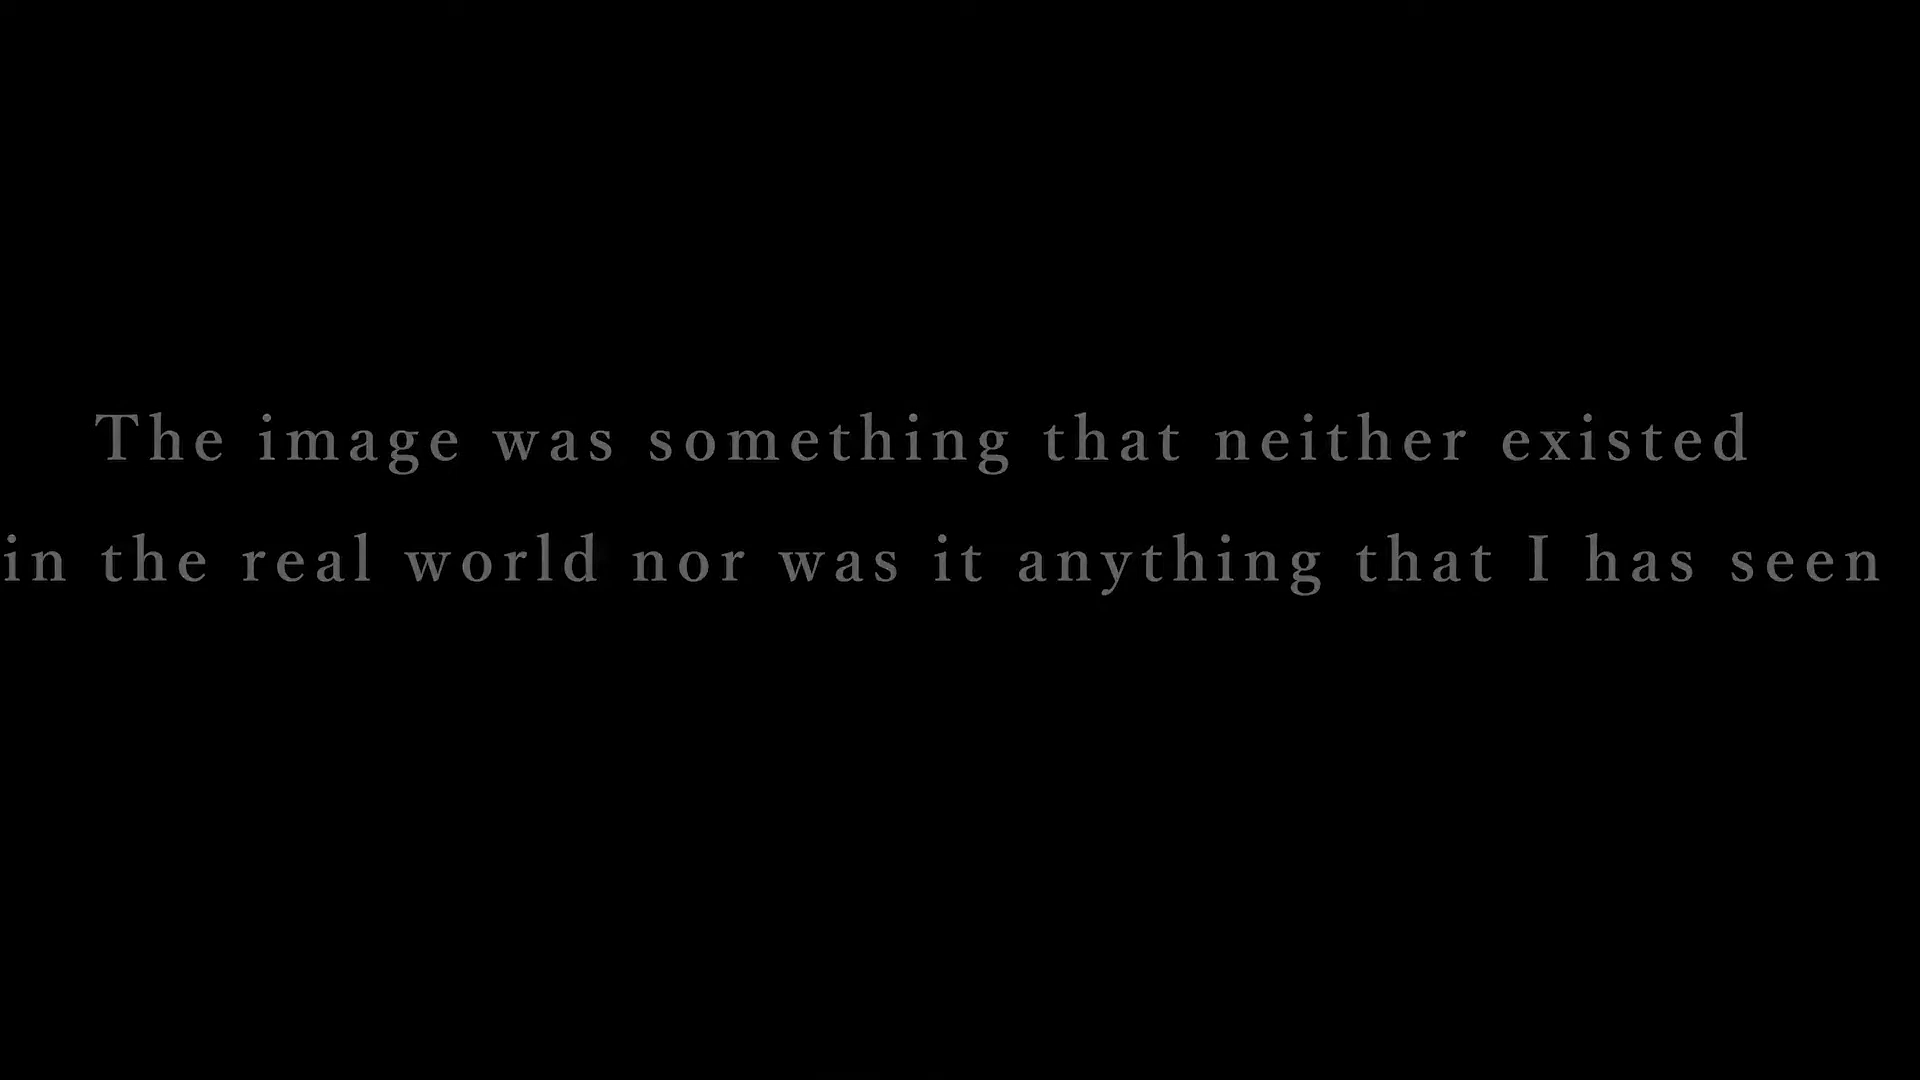 The image was something that neither existed
in the real world nor was it anything that I has seen